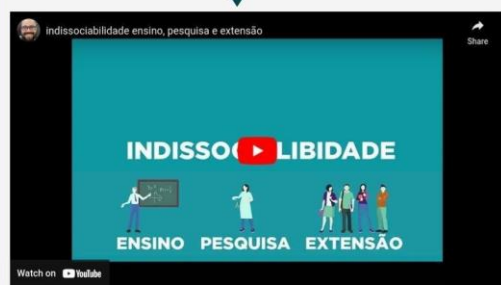 indissociabilidade ensino, pesquisa e extensão
Share
INDISSOC LIBIDADE
ENSINO PESQUISA EXTENSÃO
Watch on YouTube